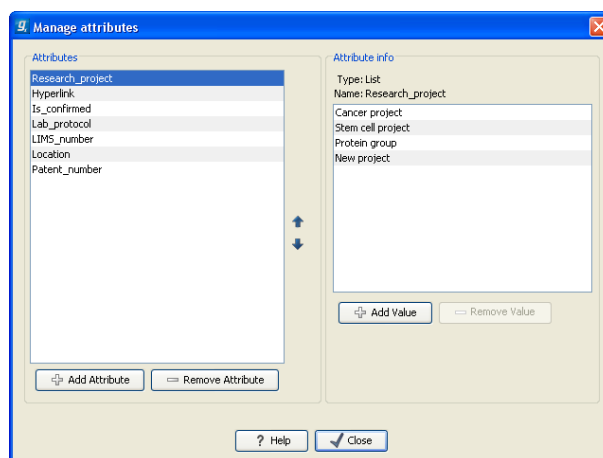 Manage attributes
Attributes
Research_project
Hyperlink
Is_confirmed
Lab_protocol
LIMS_number
Location
Patent_number
Add Attribute
Remove Attribute
Attribute info
Type: List
Name: Research_project
Cancer project
Stem cell project
Protein group
New project
Add Value
Remove Value
? Help
Close